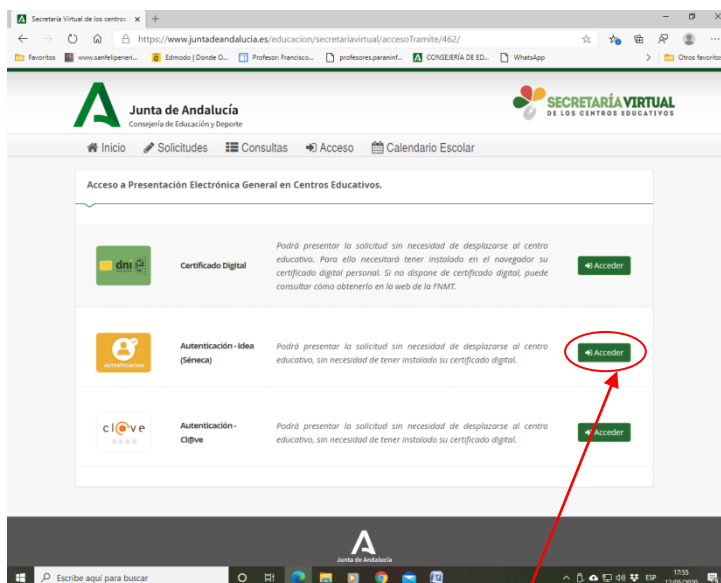 Secretaría Virtual de los centros
https://www.juntadeandalucia.es/educacion/secretariavirtual/accesoTramite/462/
Favoritos www.sanfelipeneri... Edmodo | Donde O... Profesor: Francisco... profesores.paraninf... CONSEJERÍA DE ED... WhatsApp Otros favoritos
Junta de Andalucía
Consejería de Educación y Deporte
SECRETARÍA VIRTUAL
DE LOS CENTROS EDUCATIVOS
Inicio Solicitudes Consultas Acceso Calendario Escolar
Acceso a Presentación Electrónica General en Centros Educativos.
dni e
Certificado Digital
Podrá presentar la solicitud sin necesidad de desplazarse al centro
educativo. Para ello necesitará tener instalado en el navegador su
certificado digital personal. Si no dispone de certificado digital, puede
consultar cómo obtenerlo en la web de la FNMT.
Acceder
AUTENTICACIÓN
Autenticación - Idea
(Séneca)
Podrá presentar la solicitud sin necesidad de desplazarse al centro
educativo, sin necesidad de tener instalado su certificado digital.
Acceder
cl@ve
Autenticación -
Cl@ve
Podrá presentar la solicitud sin necesidad de desplazarse al centro
educativo, sin necesidad de tener instalado su certificado digital.
Acceder
Junta de Andalucía
Escribe aquí para buscar
ESP
17:55
12/05/2020